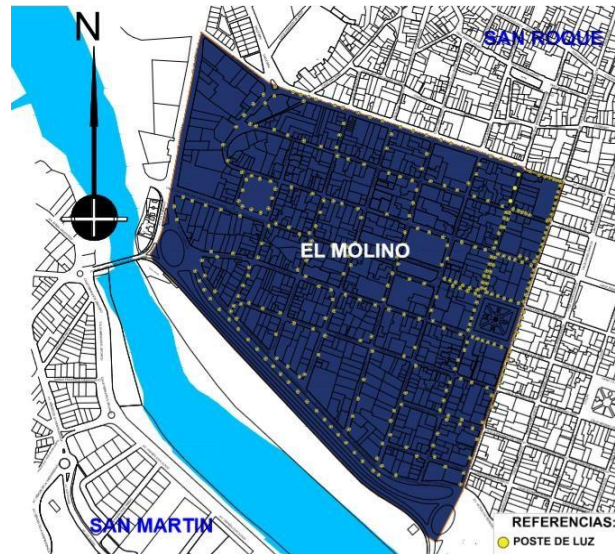 N
SAN ROQUE
EL MOLINO
SAN MARTIN
REFERENCIAS:
POSTE DE LUZ